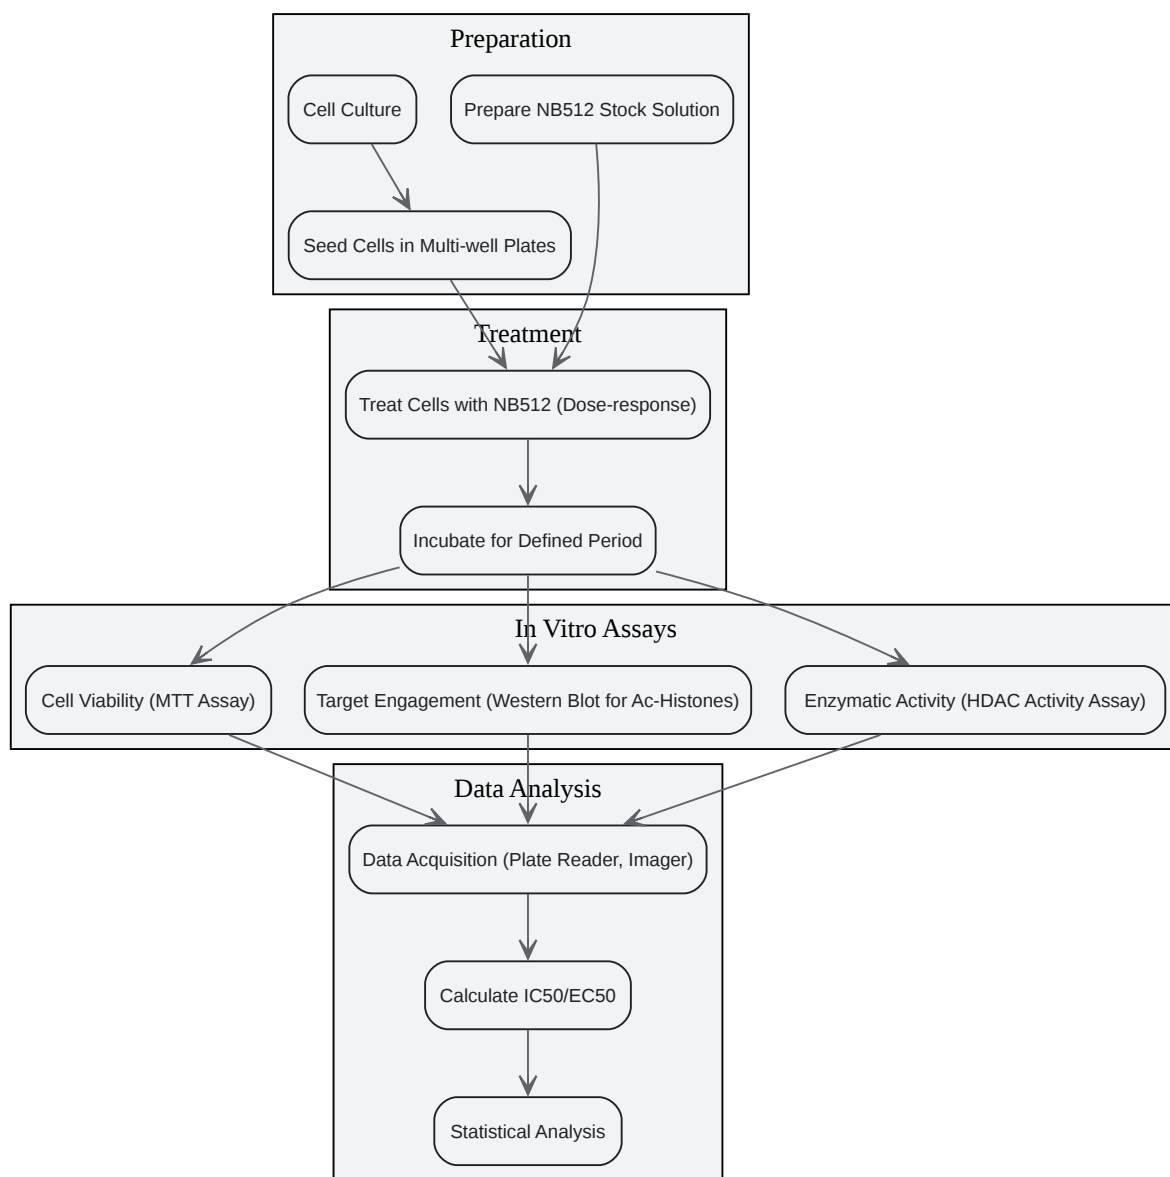 Preparation
Cell Culture
Prepare NB512 Stock Solution
Seed Cells in Multi-well Plates
Treatment
Treat Cells with NB512 (Dose-response)
Incubate for Defined Period
In Vitro Assays
Cell Viability (MTT Assay)
Target Engagement (Western Blot for Ac-Histones)
Enzymatic Activity (HDAC Activity Assay)
Data Analysis
Data Acquisition (Plate Reader, Imager)
Calculate IC50/EC50
Statistical Analysis